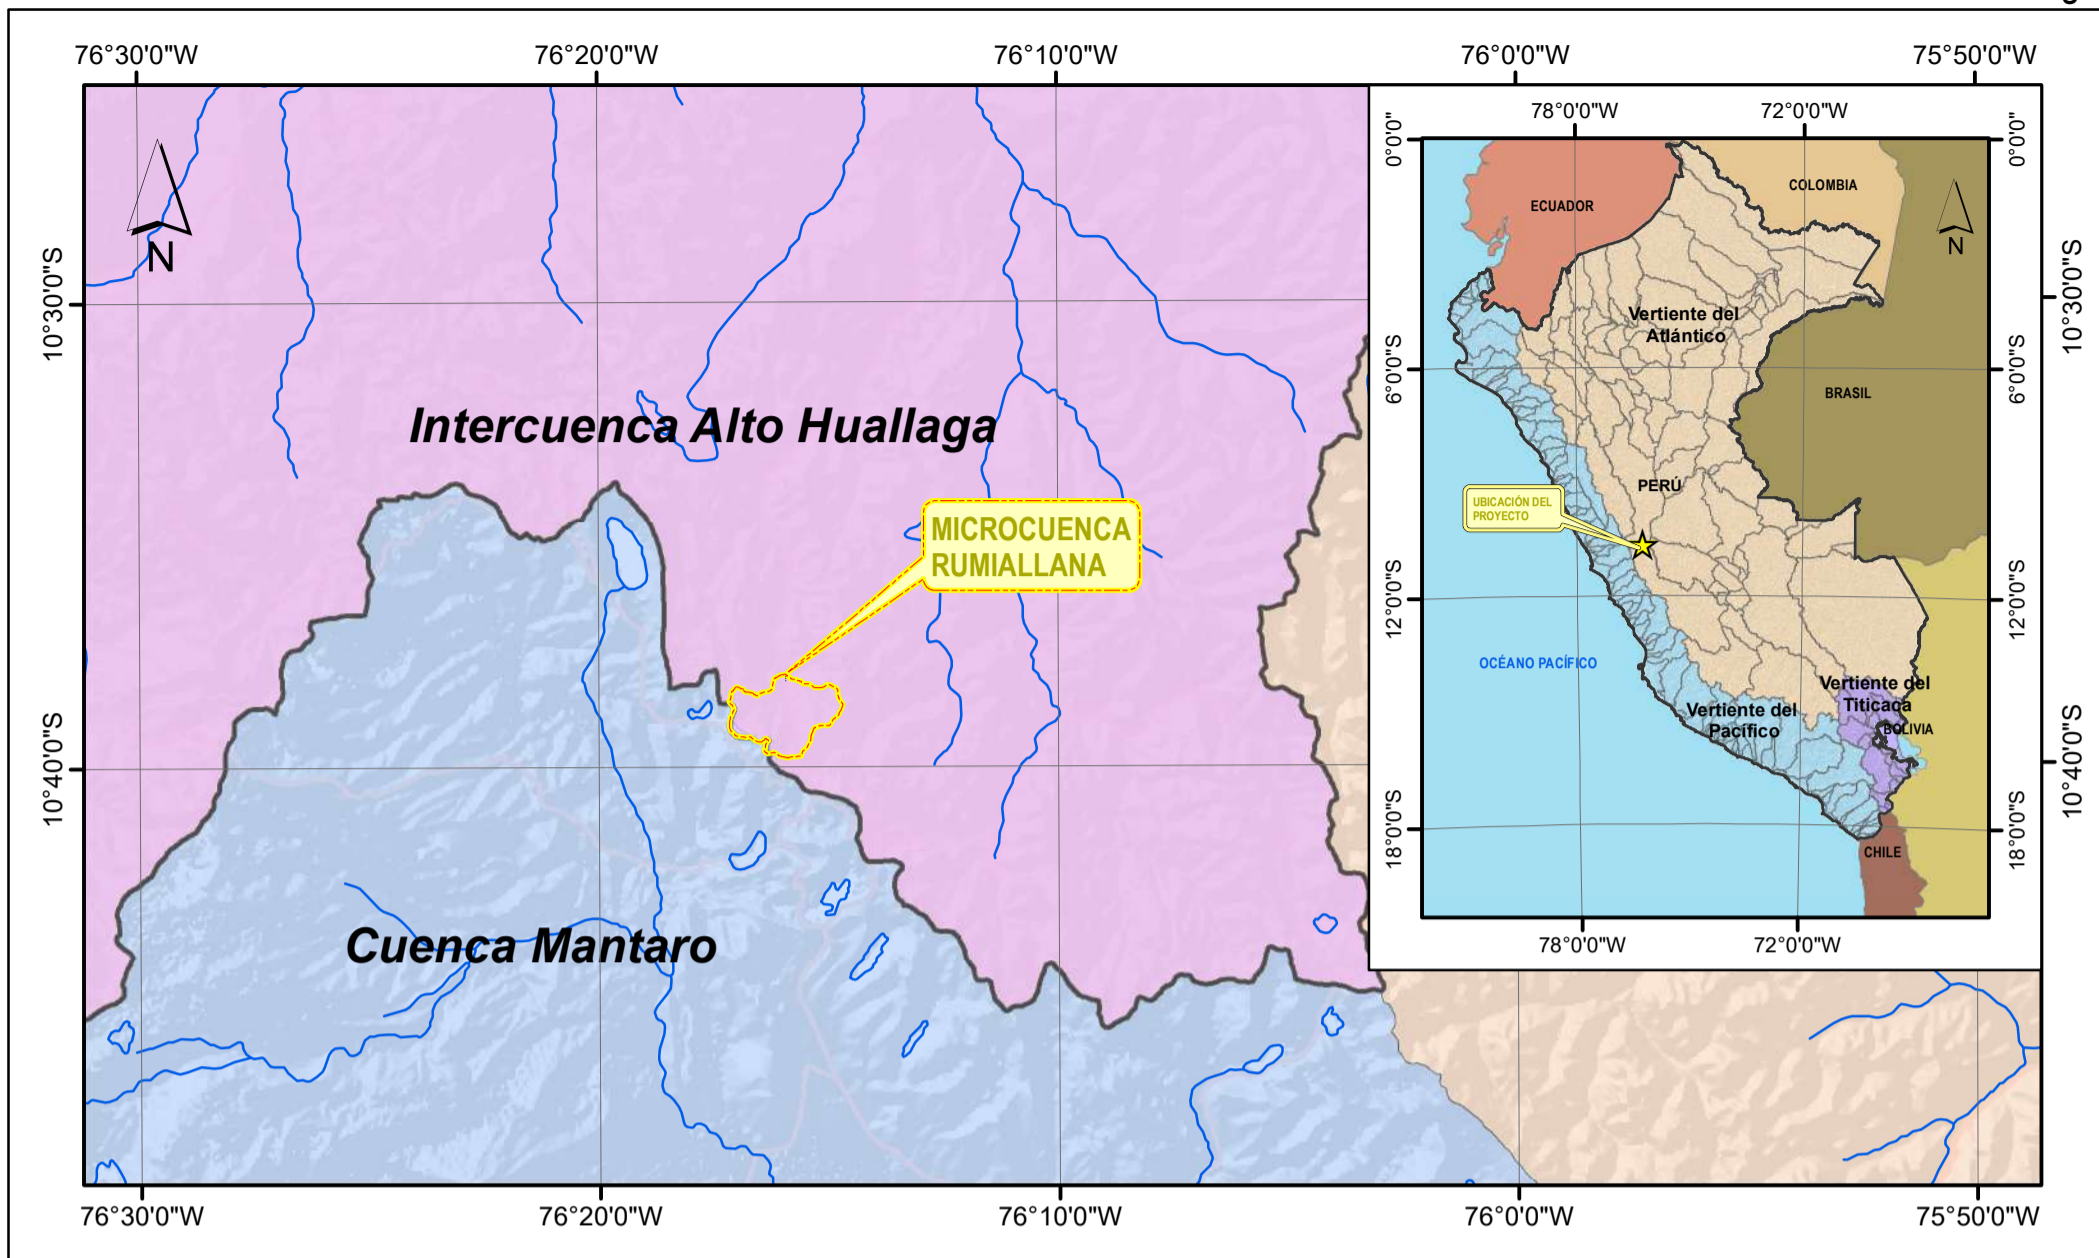 76°30'0"W 76°20'0"W 76°10'0"W 76°0'0"W 75°50'0"W
78°0'0"W 72°0'0"W
0°0'0" 0°0'0"
COLOMBIA
ECUADOR
N
N
10°30'0"S 10°30'0"S
Vertiente del
Atlántico
6°0'0"S 6°0'0"S
BRASIL
Intercuenca Alto Huallaga
PERÚ
UBICACIÓN DEL
PROYECTO
MICROCUENCA
RUMIALLANA
12°0'0"S 12°0'0"S
OCÉANO PACÍFICO
Vertiente del
Titicaca
Vertiente del
Pacífico
BOLIVIA
10°40'0"S 10°40'0"S
18°0'0"S 18°0'0"S
CHILE
Cuenca Mantaro
78°0'0"W 72°0'0"W
76°30'0"W 76°20'0"W 76°10'0"W 76°0'0"W 75°50'0"W